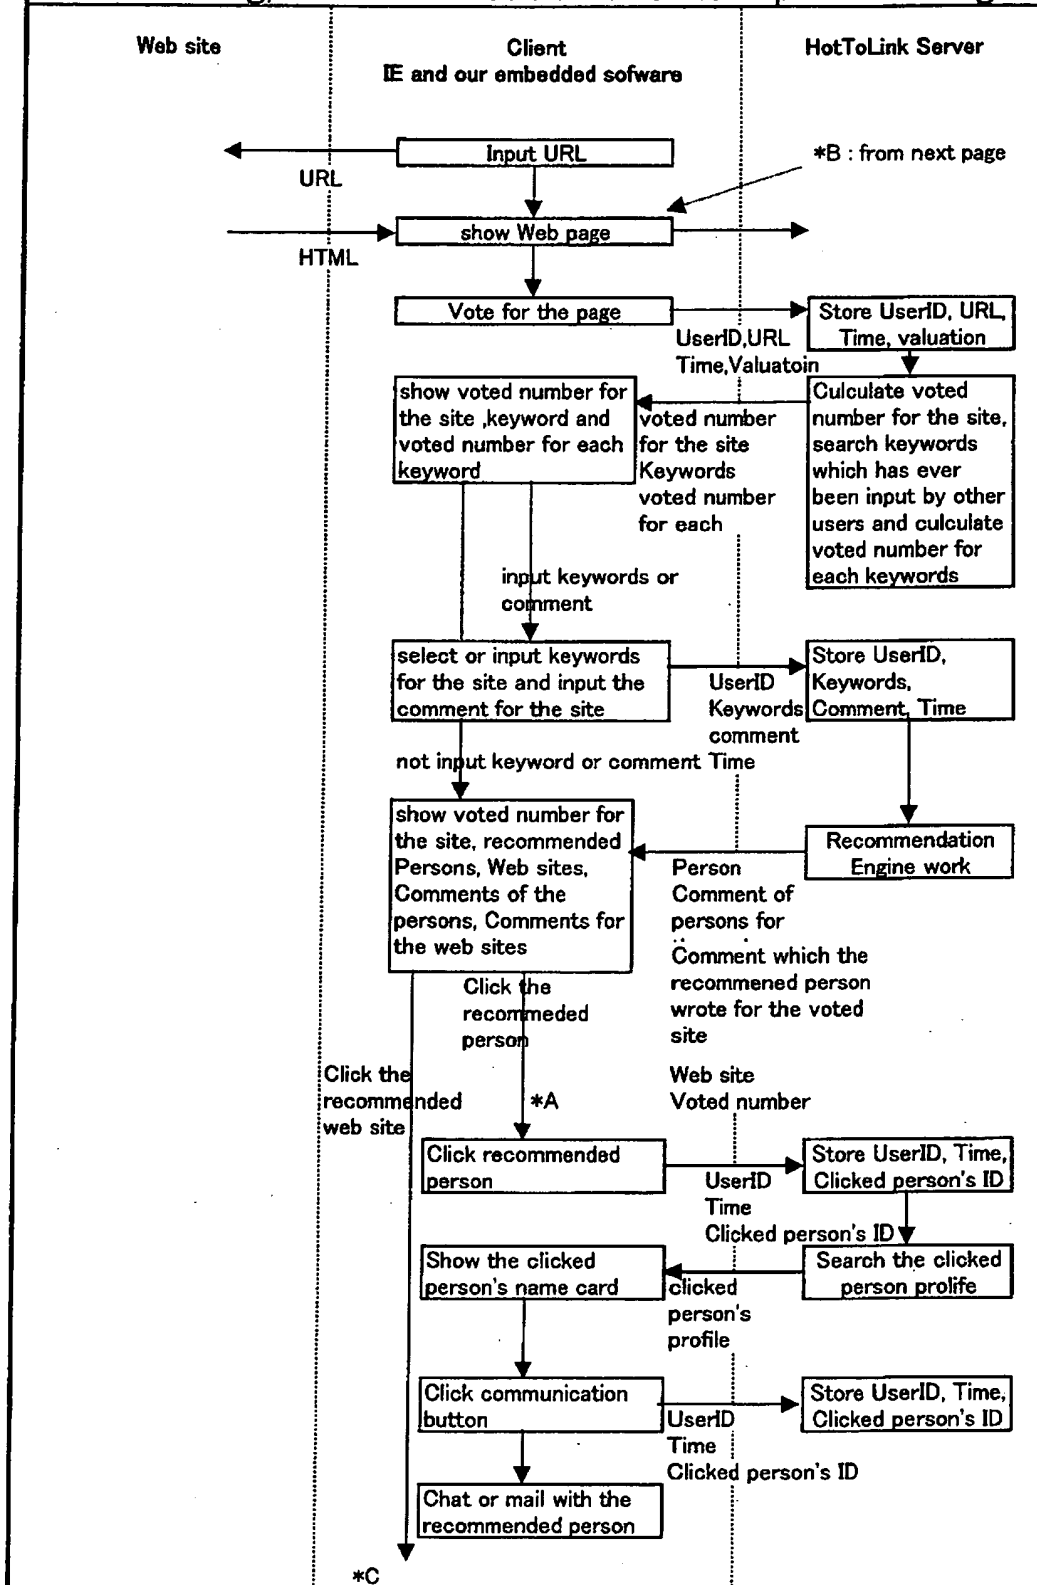 Web site
Client
IE and our embedded sofware
HotToLink Server
Input URL
*B : from next page
URL
show Web page
HTML
Vote for the page
Store UserID, URL,
Time, valuation
UserID,URL
Time,Valuatoin
show voted number for
the site ,keyword and
voted number for each
keyword
voted number
for the site
Keywords
voted number
for each
Culculate voted
number for the site,
search keywords
which has ever
been input by other
users and culculate
voted number for
each keywords
input keywords or
comment
select or input keywords
for the site and input the
comment for the site
UserID
Keywords
comment
Time
Store UserID,
Keywords,
Comment, Time
not input keyword or comment
show voted number for
the site, recommended
Persons, Web sites,
Comments of the
persons, Comments for
the web sites
Recommendation
Engine work
Person
Comment of
persons for
Comment which the
recommened person
wrote for the voted
site
Web site
Voted number
Click the
recommeded
person
Click the
recommended
web site
*A
Click recommended
person
UserID
Time
Clicked person's ID
Store UserID, Time,
Clicked person's ID
Show the clicked
person's name card
clicked
person's
profile
Search the clicked
person prolife
Click communication
button
UserID
Time
Clicked person's ID
Store UserID, Time,
Clicked person's ID
Chat or mail with the
recommended person
*C